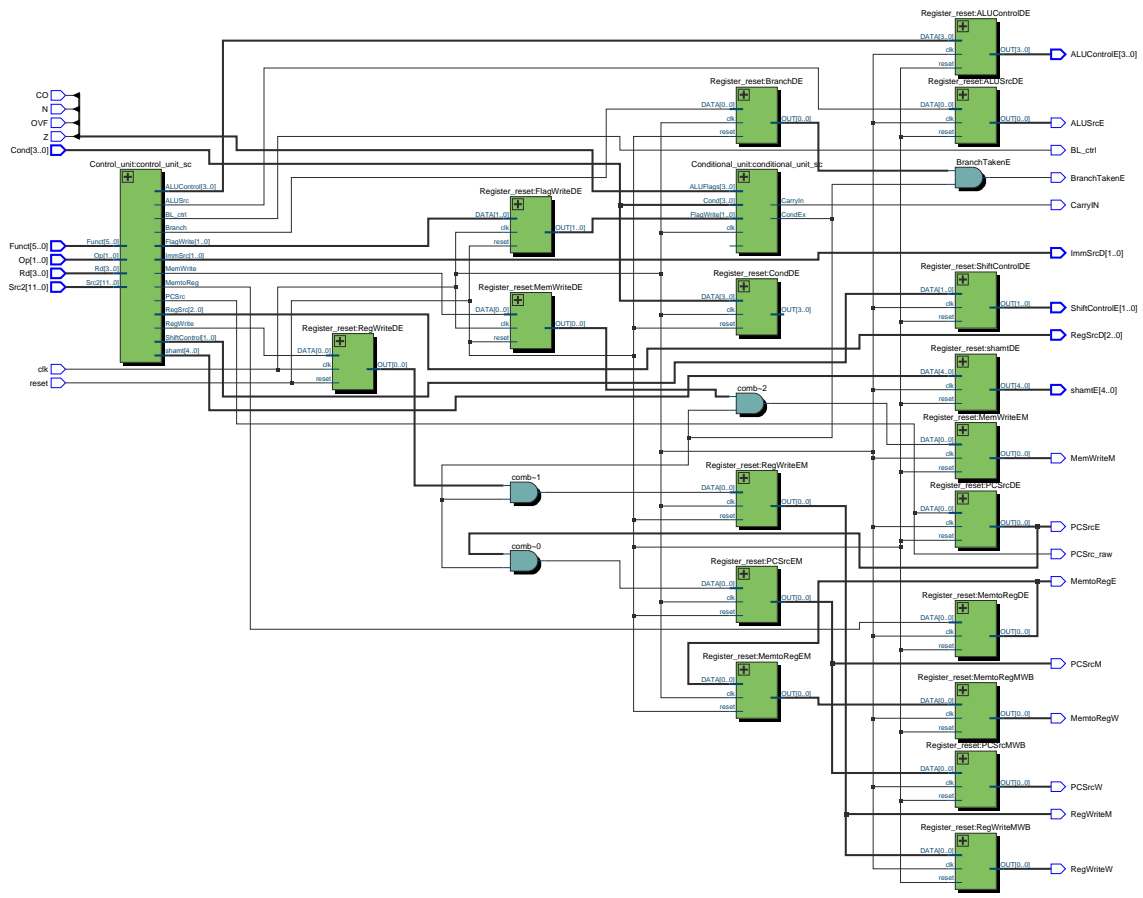 Register_reset:ALUControlDE
DATA[3..0]
clk
reset
OUT[3..0]
ALUControlE[3..0]
Register_reset:ALUSrcDE
DATA[0..0]
clk
reset
OUT[0..0]
ALUSrcE
Register_reset:BranchDE
DATA[0..0]
clk
reset
OUT[0..0]
CO
N
OVF
Z
Cond[3..0]
BL_ctrl
BranchTakenE
BranchTakenE
CarryIN
Control_unit:control_unit_sc
Funct[5..0]
Op[1..0]
Rd[3..0]
Src2[11..0]
Funct[5..0]
Op[1..0]
Rd[3..0]
Src2[11..0]
ALUControl[3..0]
ALUSrc
BL_ctrl
Branch
FlagWrite[1..0]
ImmSrc[1..0]
MemWrite
MemtoReg
PCSrc
RegSrc[2..0]
RegWrite
ShiftControl[1..0]
shamt[4..0]
Conditional_unit:conditional_unit_sc
ALUFlags[3..0]
Cond[3..0]
FlagWrite[1..0]
CarryIn
CondEx
Register_reset:FlagWriteDE
DATA[1..0]
clk
reset
OUT[1..0]
ImmSrcD[1..0]
Register_reset:CondDE
DATA[3..0]
clk
reset
OUT[3..0]
Register_reset:MemWriteDE
DATA[0..0]
clk
reset
OUT[0..0]
Register_reset:ShiftControlDE
DATA[1..0]
clk
reset
OUT[1..0]
ShiftControlE[1..0]
RegSrcD[2..0]
Register_reset:RegWriteDE
DATA[0..0]
clk
reset
OUT[0..0]
clk
reset
Register_reset:shamtDE
DATA[4..0]
clk
reset
OUT[4..0]
shamtE[4..0]
comb~2
Register_reset:MemWriteEM
DATA[0..0]
clk
reset
OUT[0..0]
MemWriteM
Register_reset:RegWriteEM
DATA[0..0]
clk
reset
OUT[0..0]
comb~1
Register_reset:PCSrcDE
DATA[0..0]
clk
reset
OUT[0..0]
PCSrcE
PCSrc_raw
comb~0
Register_reset:PCSrcEM
DATA[0..0]
clk
reset
OUT[0..0]
MemtoRegE
Register_reset:MemtoRegDE
DATA[0..0]
clk
reset
OUT[0..0]
PCSrcM
Register_reset:MemtoRegEM
DATA[0..0]
clk
reset
OUT[0..0]
Register_reset:MemtoRegMWB
DATA[0..0]
clk
reset
OUT[0..0]
MemtoRegW
Register_reset:PCSrcMWB
DATA[0..0]
clk
reset
OUT[0..0]
PCSrcW
RegWriteM
Register_reset:RegWriteMWB
DATA[0..0]
clk
reset
OUT[0..0]
RegWriteW